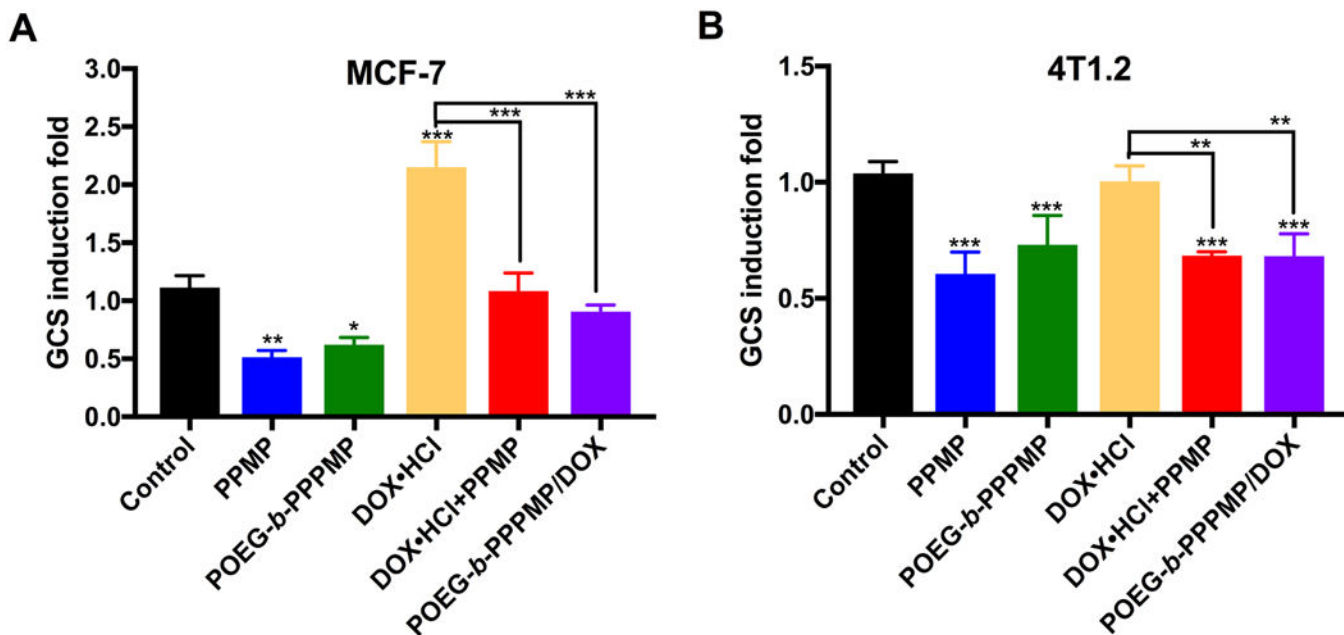 A
MCF-7
GCS induction fold
3.0
2.5
2.0
1.5
1.0
0.5
0.0
**
*
***
***
***
Control
PPMP
POEG-b-PPPMP
DOX•HCl
DOX•HCl+PPMP
POEG-b-PPPMP/DOX
B
4T1.2
GCS induction fold
1.5
1.0
0.5
0.0
***
***
**
**
***
***
Control
PPMP
POEG-b-PPPMP
DOX•HCl
DOX•HCl+PPMP
POEG-b-PPPMP/DOX